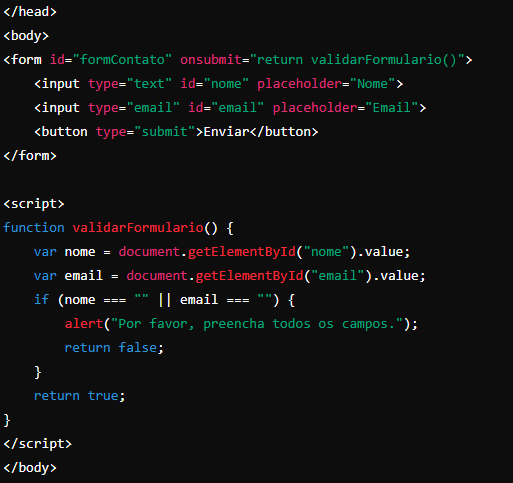 </head>
<body>
<form id="formContato" onsubmit="return validarFormulario()">
    <input type="text" id="nome" placeholder="Nome">
    <input type="email" id="email" placeholder="Email">
    <button type="submit">Enviar</button>
</form>

<script>
function validarFormulario() {
    var nome = document.getElementById("nome").value;
    var email = document.getElementById("email").value;
    if (nome === "" || email === "") {
        alert("Por favor, preencha todos os campos.");
        return false;
    }
    return true;
}
</script>
</body>